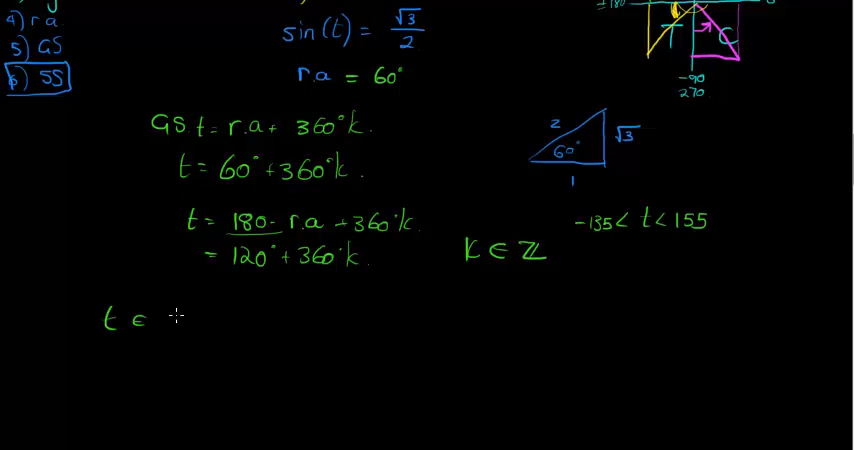 4) r.a
5) GS
6) SS
sin(t) = √3/2
r.a = 60°
GS. t = r.a + 360°k.
t = 60° + 360°k.
t = 180 - r.a + 360°k.
= 120° + 360°k.
k ∈ ℤ
t ∈
±180
T C
-90
270
2
√3
60°
1
-135 < t < 155